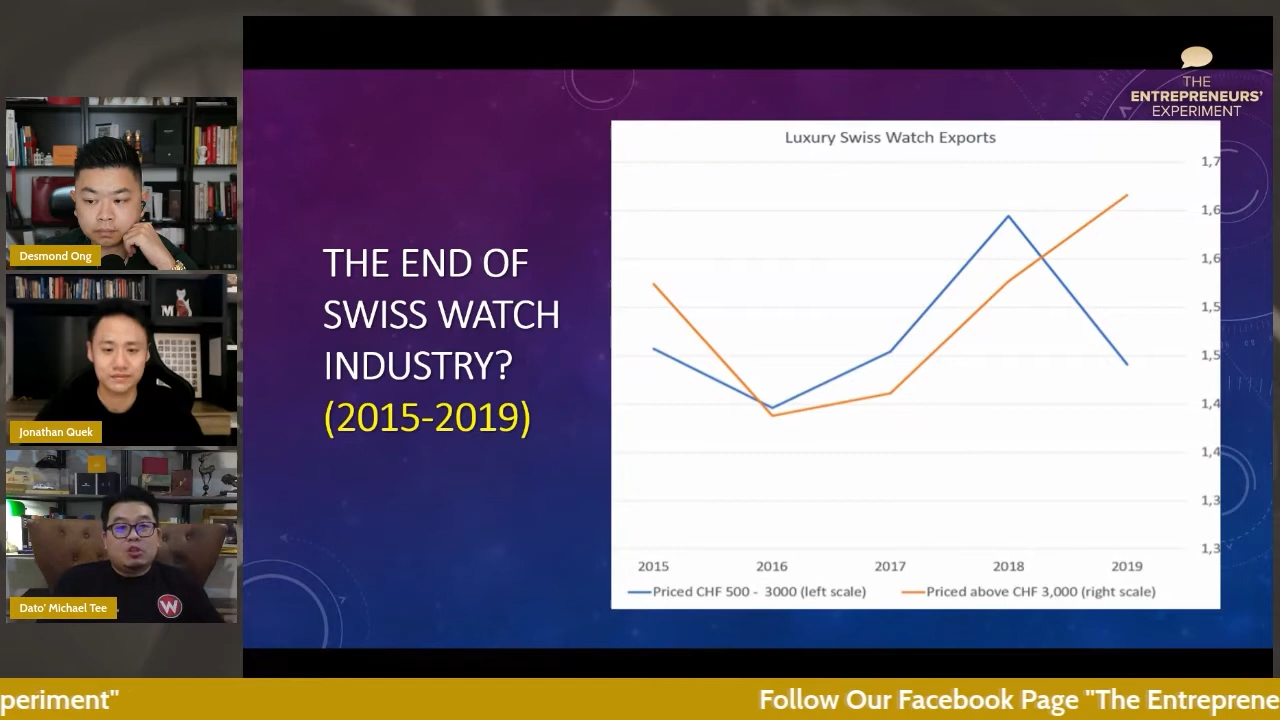 THE
ENTREPRENEURS’
EXPERIMENT
Desmond Ong
Jonathan Quek
M
Dato' Michael Tee
W
THE END OF
SWISS WATCH
INDUSTRY?
(2015-2019)
Luxury Swiss Watch Exports
1,7
1,6
1,6
1,5
1,5
1,4
1,4
1,3
1,3
2015 2016 2017 2018 2019
Priced CHF 500 - 3000 (left scale) Priced above CHF 3,000 (right scale)
periment" Follow Our Facebook Page "The Entreprene